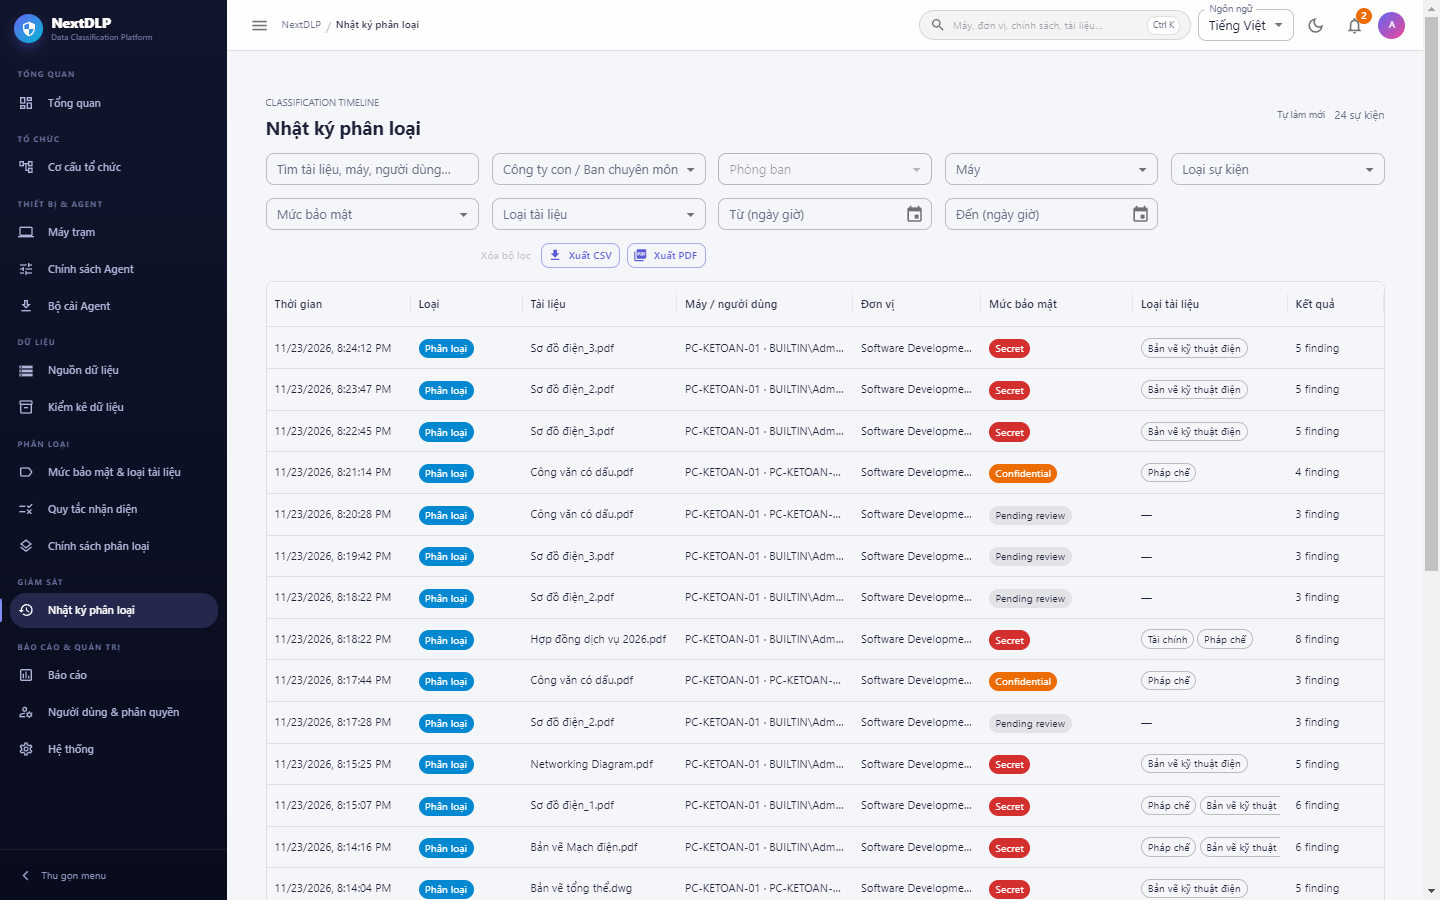 NextDLP
Data Classification Platform
TỔNG QUAN
Tổng quan
TỔ CHỨC
Cơ cấu tổ chức
THIẾT BỊ & AGENT
Máy trạm
Chính sách Agent
Bộ cài Agent
DỮ LIỆU
Nguồn dữ liệu
Kiểm kê dữ liệu
PHÂN LOẠI
Mức bảo mật & loại tài liệu
Quy tắc nhận diện
Chính sách phân loại
GIÁM SÁT
Nhật ký phân loại
BÁO CÁO & QUẢN TRỊ
Báo cáo
Người dùng & phân quyền
Hệ thống
Thu gọn menu
NextDLP / Nhật ký phân loại
Máy, đơn vị, chính sách, tài liệu... Ctrl K
Ngôn ngữ
Tiếng Việt
2
A
CLASSIFICATION TIMELINE
Nhật ký phân loại
Tự làm mới 24 sự kiện
Tìm tài liệu, máy, người dùng... Công ty con / Ban chuyên môn Phòng ban Máy Loại sự kiện
Mức bảo mật Loại tài liệu Từ (ngày giờ) Đến (ngày giờ)
Xóa bộ lọc Xuất CSV Xuất PDF
Thời gian Loại Tài liệu Máy / người dùng Đơn vị Mức bảo mật Loại tài liệu Kết quả
11/23/2026, 8:24:12 PM Phân loại Sơ đồ điện_3.pdf PC-KETOAN-01 · BUILTIN\Adm... Software Developme... Secret Bản vẽ kỹ thuật điện 5 finding
11/23/2026, 8:23:47 PM Phân loại Sơ đồ điện_2.pdf PC-KETOAN-01 · BUILTIN\Adm... Software Developme... Secret Bản vẽ kỹ thuật điện 5 finding
11/23/2026, 8:22:45 PM Phân loại Sơ đồ điện_3.pdf PC-KETOAN-01 · BUILTIN\Adm... Software Developme... Secret Bản vẽ kỹ thuật điện 5 finding
11/23/2026, 8:21:14 PM Phân loại Công văn có dấu.pdf PC-KETOAN-01 · PC-KETOAN-... Software Developme... Confidential Pháp chế 4 finding
11/23/2026, 8:20:28 PM Phân loại Công văn có dấu.pdf PC-KETOAN-01 · PC-KETOAN-... Software Developme... Pending review — 3 finding
11/23/2026, 8:19:42 PM Phân loại Sơ đồ điện_3.pdf PC-KETOAN-01 · BUILTIN\Adm... Software Developme... Pending review — 3 finding
11/23/2026, 8:18:22 PM Phân loại Sơ đồ điện_2.pdf PC-KETOAN-01 · BUILTIN\Adm... Software Developme... Pending review — 3 finding
11/23/2026, 8:18:22 PM Phân loại Hợp đồng dịch vụ 2026.pdf PC-KETOAN-01 · BUILTIN\Adm... Software Developme... Secret Tài chính Pháp chế 8 finding
11/23/2026, 8:17:44 PM Phân loại Công văn có dấu.pdf PC-KETOAN-01 · PC-KETOAN-... Software Developme... Confidential Pháp chế 3 finding
11/23/2026, 8:17:28 PM Phân loại Sơ đồ điện_2.pdf PC-KETOAN-01 · BUILTIN\Adm... Software Developme... Pending review — 3 finding
11/23/2026, 8:15:25 PM Phân loại Networking Diagram.pdf PC-KETOAN-01 · BUILTIN\Adm... Software Developme... Secret Bản vẽ kỹ thuật điện 5 finding
11/23/2026, 8:15:07 PM Phân loại Sơ đồ điện_1.pdf PC-KETOAN-01 · BUILTIN\Adm... Software Developme... Secret Pháp chế Bản vẽ kỹ thuật 6 finding
11/23/2026, 8:14:16 PM Phân loại Bản vẽ Mạch điện.pdf PC-KETOAN-01 · BUILTIN\Adm... Software Developme... Secret Pháp chế Bản vẽ kỹ thuật 6 finding
11/23/2026, 8:14:04 PM Phân loại Bản vẽ tổng thể.dwg PC-KETOAN-01 · PC-KETOAN-... Software Developme... Secret Bản vẽ kỹ thuật điện 5 finding